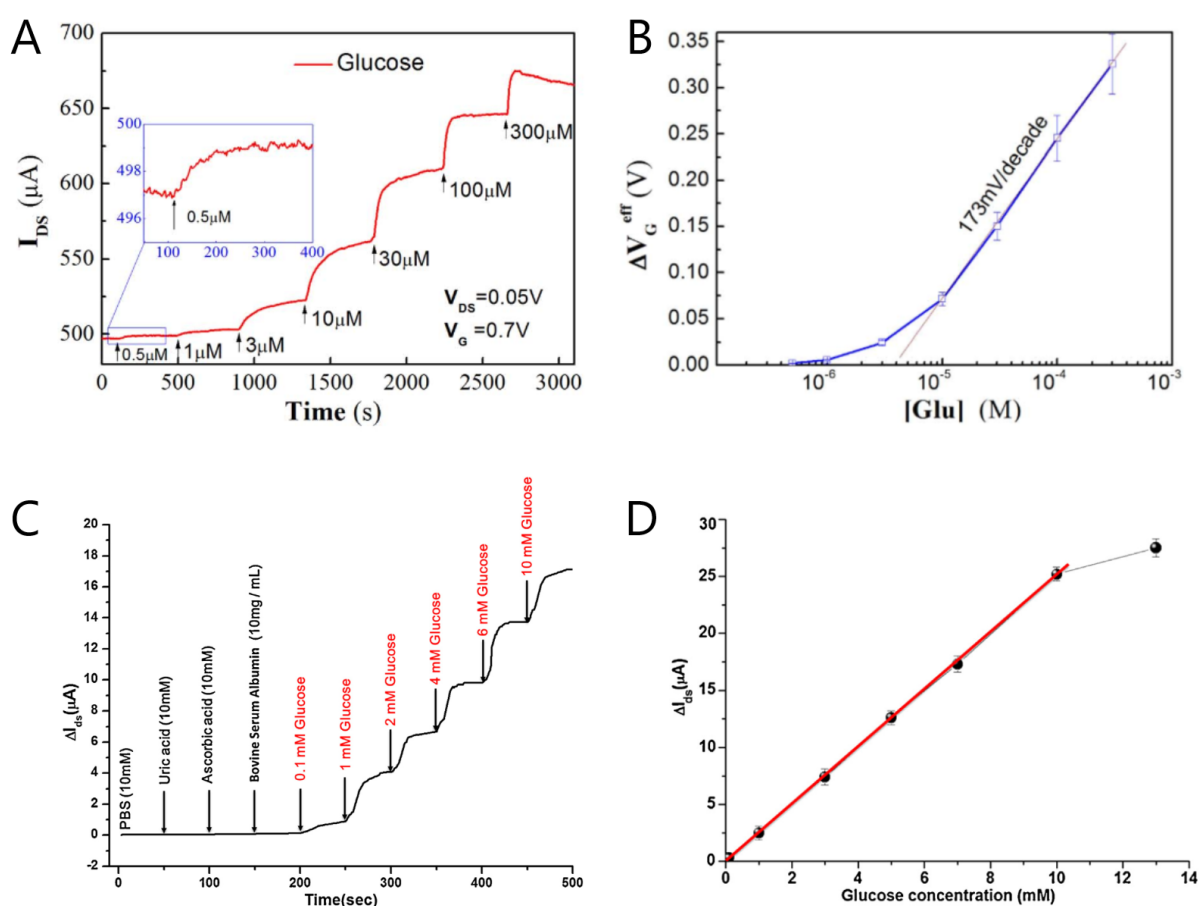 A
700
650
600
550
500
I_DS (μA)
Glucose
500
498
496
0.5μM
100 200 300 400
0.5μM
1μM
3μM
10μM
30μM
100μM
300μM
V_DS=0.05V
V_G=0.7V
0 500 1000 1500 2000 2500 3000
Time (s)
B
0.35
0.30
0.25
0.20
0.15
0.10
0.05
0.00
ΔV_G^eff (V)
173mV/decade
10^-6 10^-5 10^-4 10^-3
[Glu] (M)
C
20
18
16
14
12
10
8
6
4
2
0
-2
ΔI_ds(μA)
PBS (10mM)
Uric acid (10mM)
Ascorbic acid (10mM)
Bovine Serum Albumin (10mg / mL)
0.1 mM Glucose
1 mM Glucose
2 mM Glucose
4 mM Glucose
6 mM Glucose
10 mM Glucose
0 100 200 300 400 500
Time(sec)
D
30
25
20
15
10
5
0
ΔI_ds(μA)
0 2 4 6 8 10 12 14
Glucose concentration (mM)